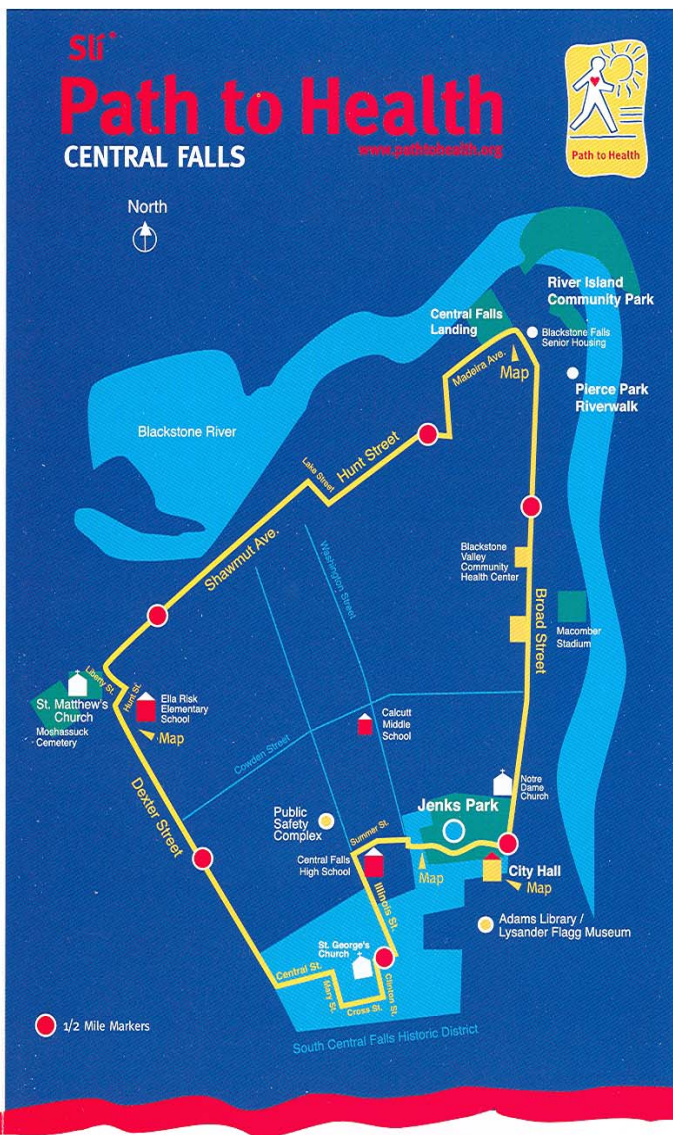 Slí
Path to Health
CENTRAL FALLS
www.pathtohealth.org
Path to Health
North
River Island
Community Park
Central Falls
Landing
Blackstone Falls
Senior Housing
Madeira Ave.
Map
Pierce Park
Riverwalk
Blackstone River
Hunt Street
Lake Street
Shawmut Ave.
Washington Street
Blackstone
Valley
Community
Health Center
Broad Street
Macomber
Stadium
Liberty St.
Hunt St.
St. Matthew's
Church
Moshassuck
Cemetery
Ella Risk
Elementary
School
Map
Calcutt
Middle
School
Cowden Street
Dexter Street
Notre
Dame
Church
Jenks Park
Public
Safety
Complex
Summer St.
Central Falls
High School
Map
City Hall
Map
Illinois St.
Adams Library /
Lysander Flagg Museum
St. George's
Church
Central St.
Mary St.
Cross St.
Clinton St.
1/2 Mile Markers
South Central Falls Historic District